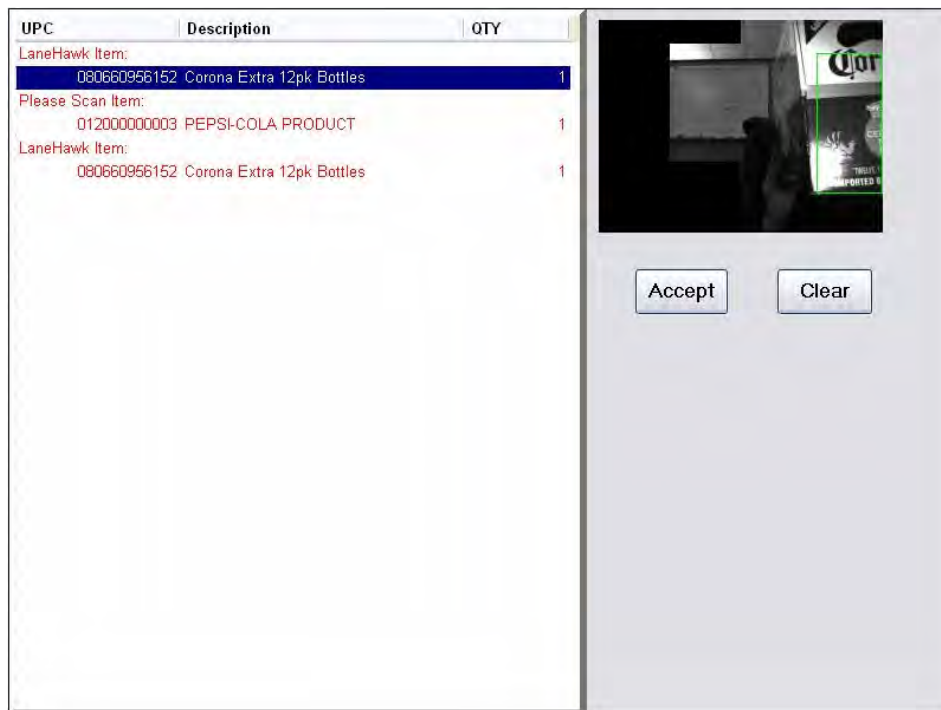 UPC Description QTY
LaneHawk Item:
080660956152 Corona Extra 12pk Bottles 1
Please Scan Item:
012000000003 PEPSI-COLA PRODUCT 1
LaneHawk Item:
080660956152 Corona Extra 12pk Bottles 1
Cor
Accept Clear